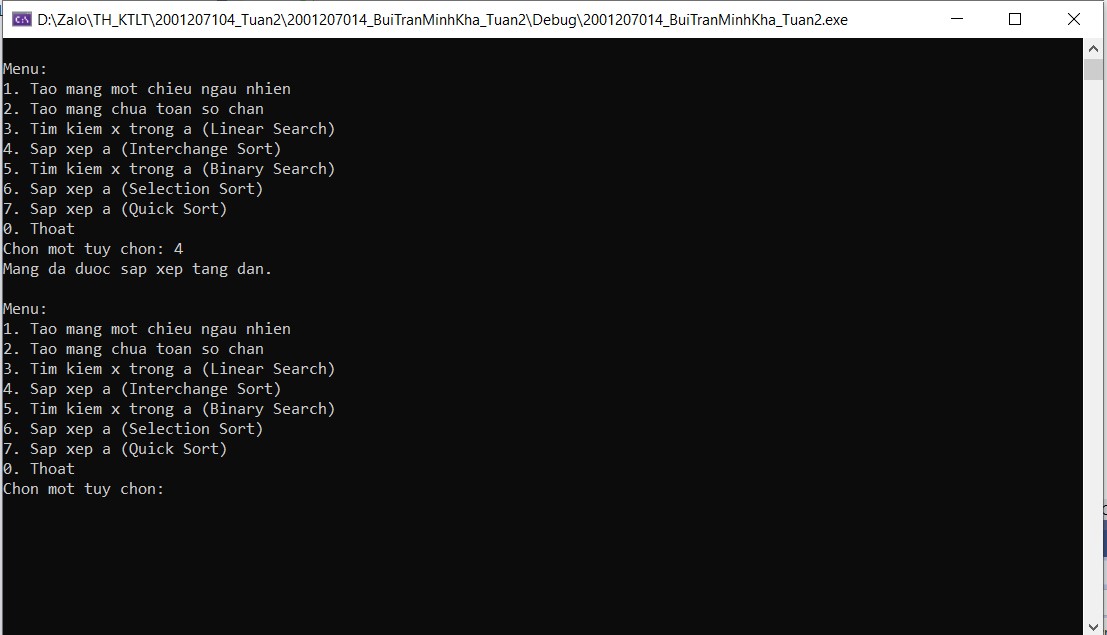 D:\Zalo\TH_KTLT\2001207104_Tuan2\2001207014_BuiTranMinhKha_Tuan2\Debug\2001207014_BuiTranMinhKha_Tuan2.exe
Menu:
1. Tao mang mot chieu ngau nhien
2. Tao mang chua toan so chan
3. Tim kiem x trong a (Linear Search)
4. Sap xep a (Interchange Sort)
5. Tim kiem x trong a (Binary Search)
6. Sap xep a (Selection Sort)
7. Sap xep a (Quick Sort)
0. Thoat
Chon mot tuy chon: 4
Mang da duoc sap xep tang dan.
Menu:
1. Tao mang mot chieu ngau nhien
2. Tao mang chua toan so chan
3. Tim kiem x trong a (Linear Search)
4. Sap xep a (Interchange Sort)
5. Tim kiem x trong a (Binary Search)
6. Sap xep a (Selection Sort)
7. Sap xep a (Quick Sort)
0. Thoat
Chon mot tuy chon: